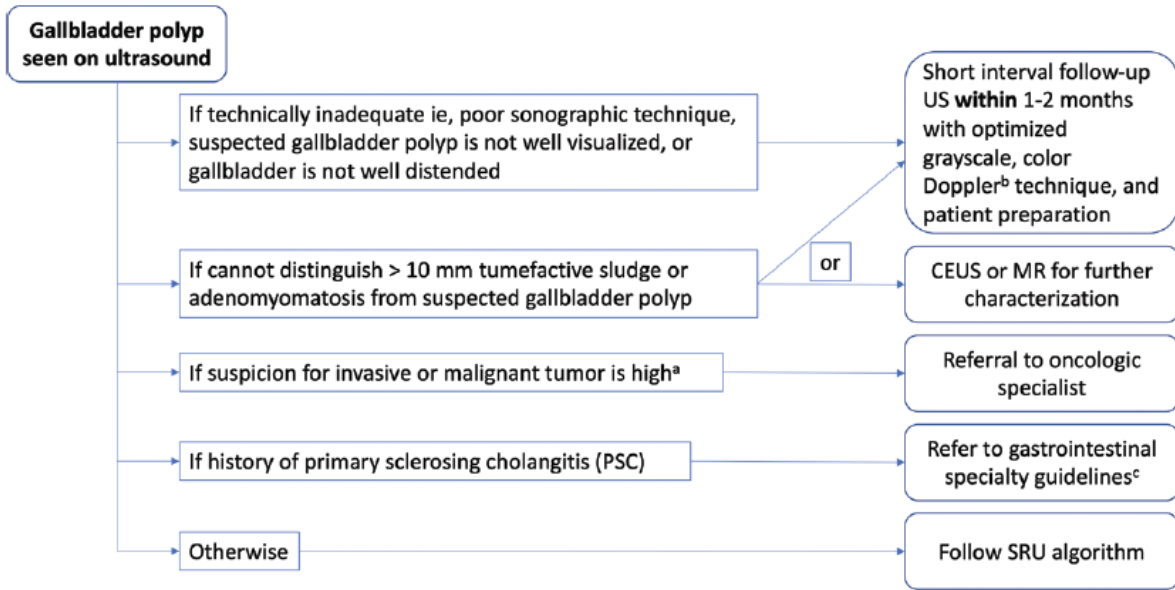 Gallbladder polyp
seen on ultrasound
If technically inadequate ie, poor sonographic technique,
suspected gallbladder polyp is not well visualized, or
gallbladder is not well distended
Short interval follow-up
US within 1-2 months
with optimized
grayscale, color
Dopplerᵇ technique, and
patient preparation
If cannot distinguish > 10 mm tumefactive sludge or
adenomyomatosis from suspected gallbladder polyp
or
CEUS or MR for further
characterization
If suspicion for invasive or malignant tumor is highᵃ
Referral to oncologic
specialist
If history of primary sclerosing cholangitis (PSC)
Refer to gastrointestinal
specialty guidelinesᶜ
Otherwise
Follow SRU algorithm